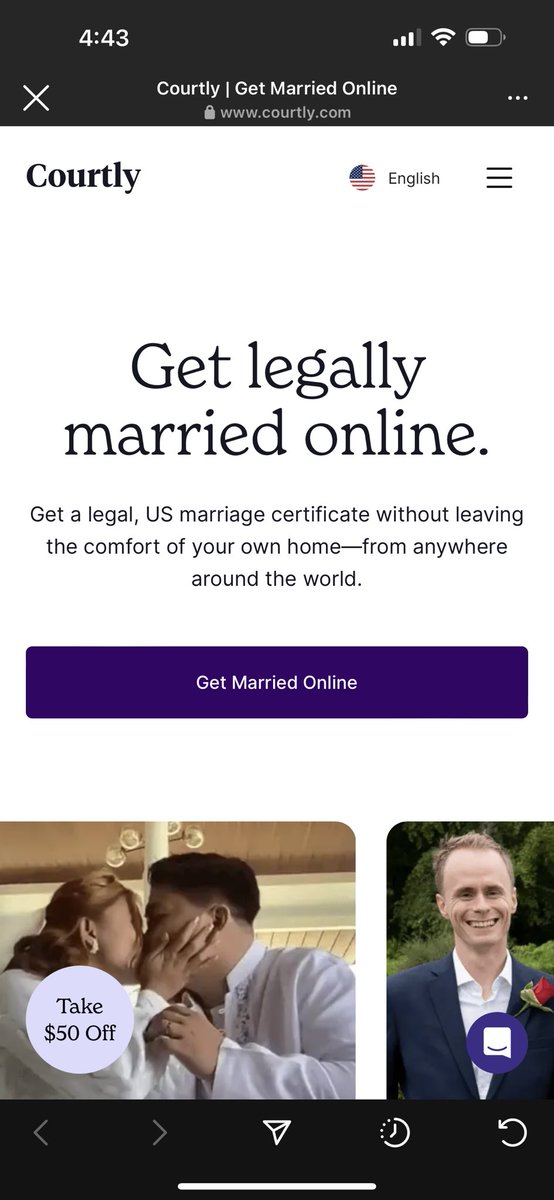 4:43
Courtly | Get Married Online
www.courtly.com
Courtly
English
Get legally
married online.
Get a legal, US marriage certificate without leaving
the comfort of your own home—from anywhere
around the world.
Get Married Online
Take
$50 Off